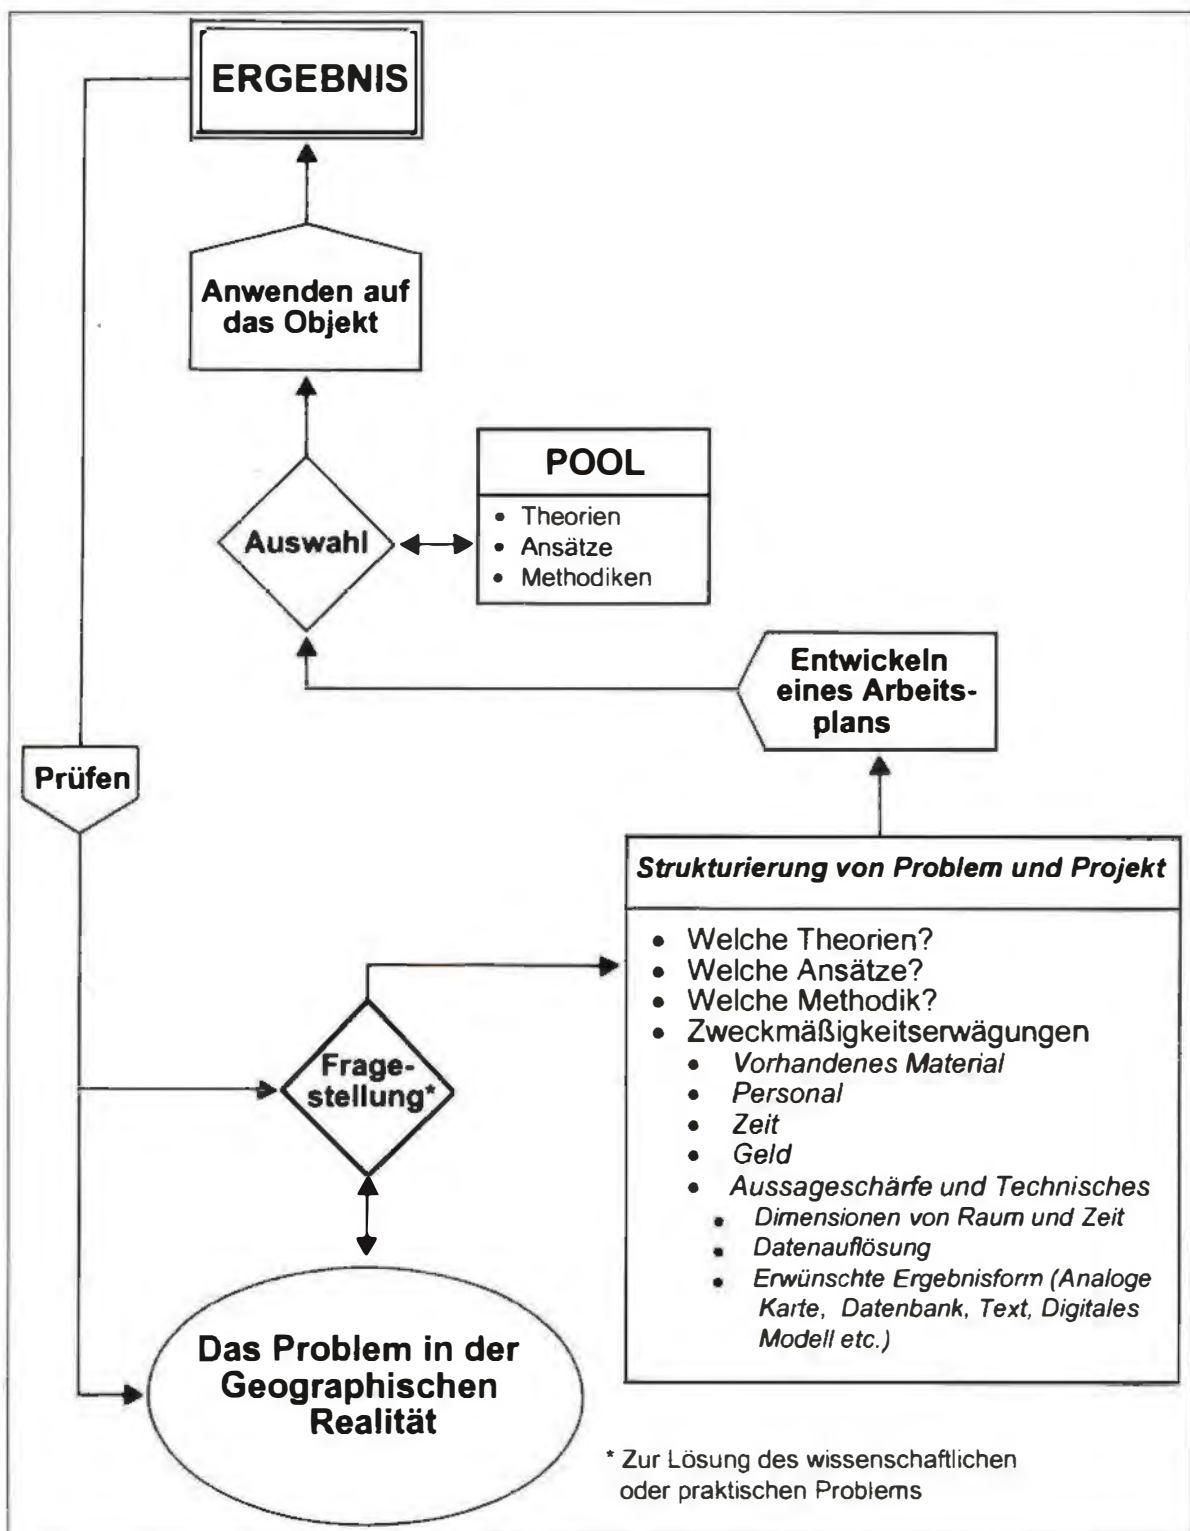 ERGEBNIS
Anwenden auf
das Objekt
POOL
• Theorien
• Ansätze
• Methodiken
Auswahl
Entwickeln
eines Arbeits-
plans
Prüfen
Strukturierung von Problem und Projekt
• Welche Theorien?
• Welche Ansätze?
• Welche Methodik?
• Zweckmäßigkeitserwägungen
• Vorhandenes Material
• Personal
• Zeit
• Geld
• Aussageschärfe und Technisches
• Dimensionen von Raum und Zeit
• Datenauflösung
• Erwünschte Ergebnisform (Analoge
Karte, Datenbank, Text, Digitales
Modell etc.)
Frage-
stellung*
Das Problem in der
Geographischen
Realität
* Zur Lösung des wissenschaftlichen
oder praktischen Problems